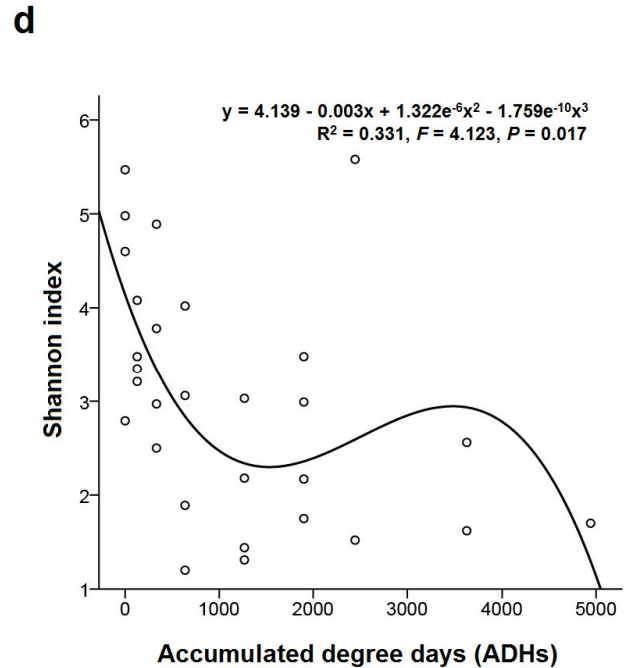 d
y = 4.139 - 0.003x + 1.322e⁻⁶x² - 1.759e⁻¹⁰x³
R² = 0.331, F = 4.123, P = 0.017
6
5
4
3
2
1
Shannon index
0 1000 2000 3000 4000 5000
Accumulated degree days (ADHs)